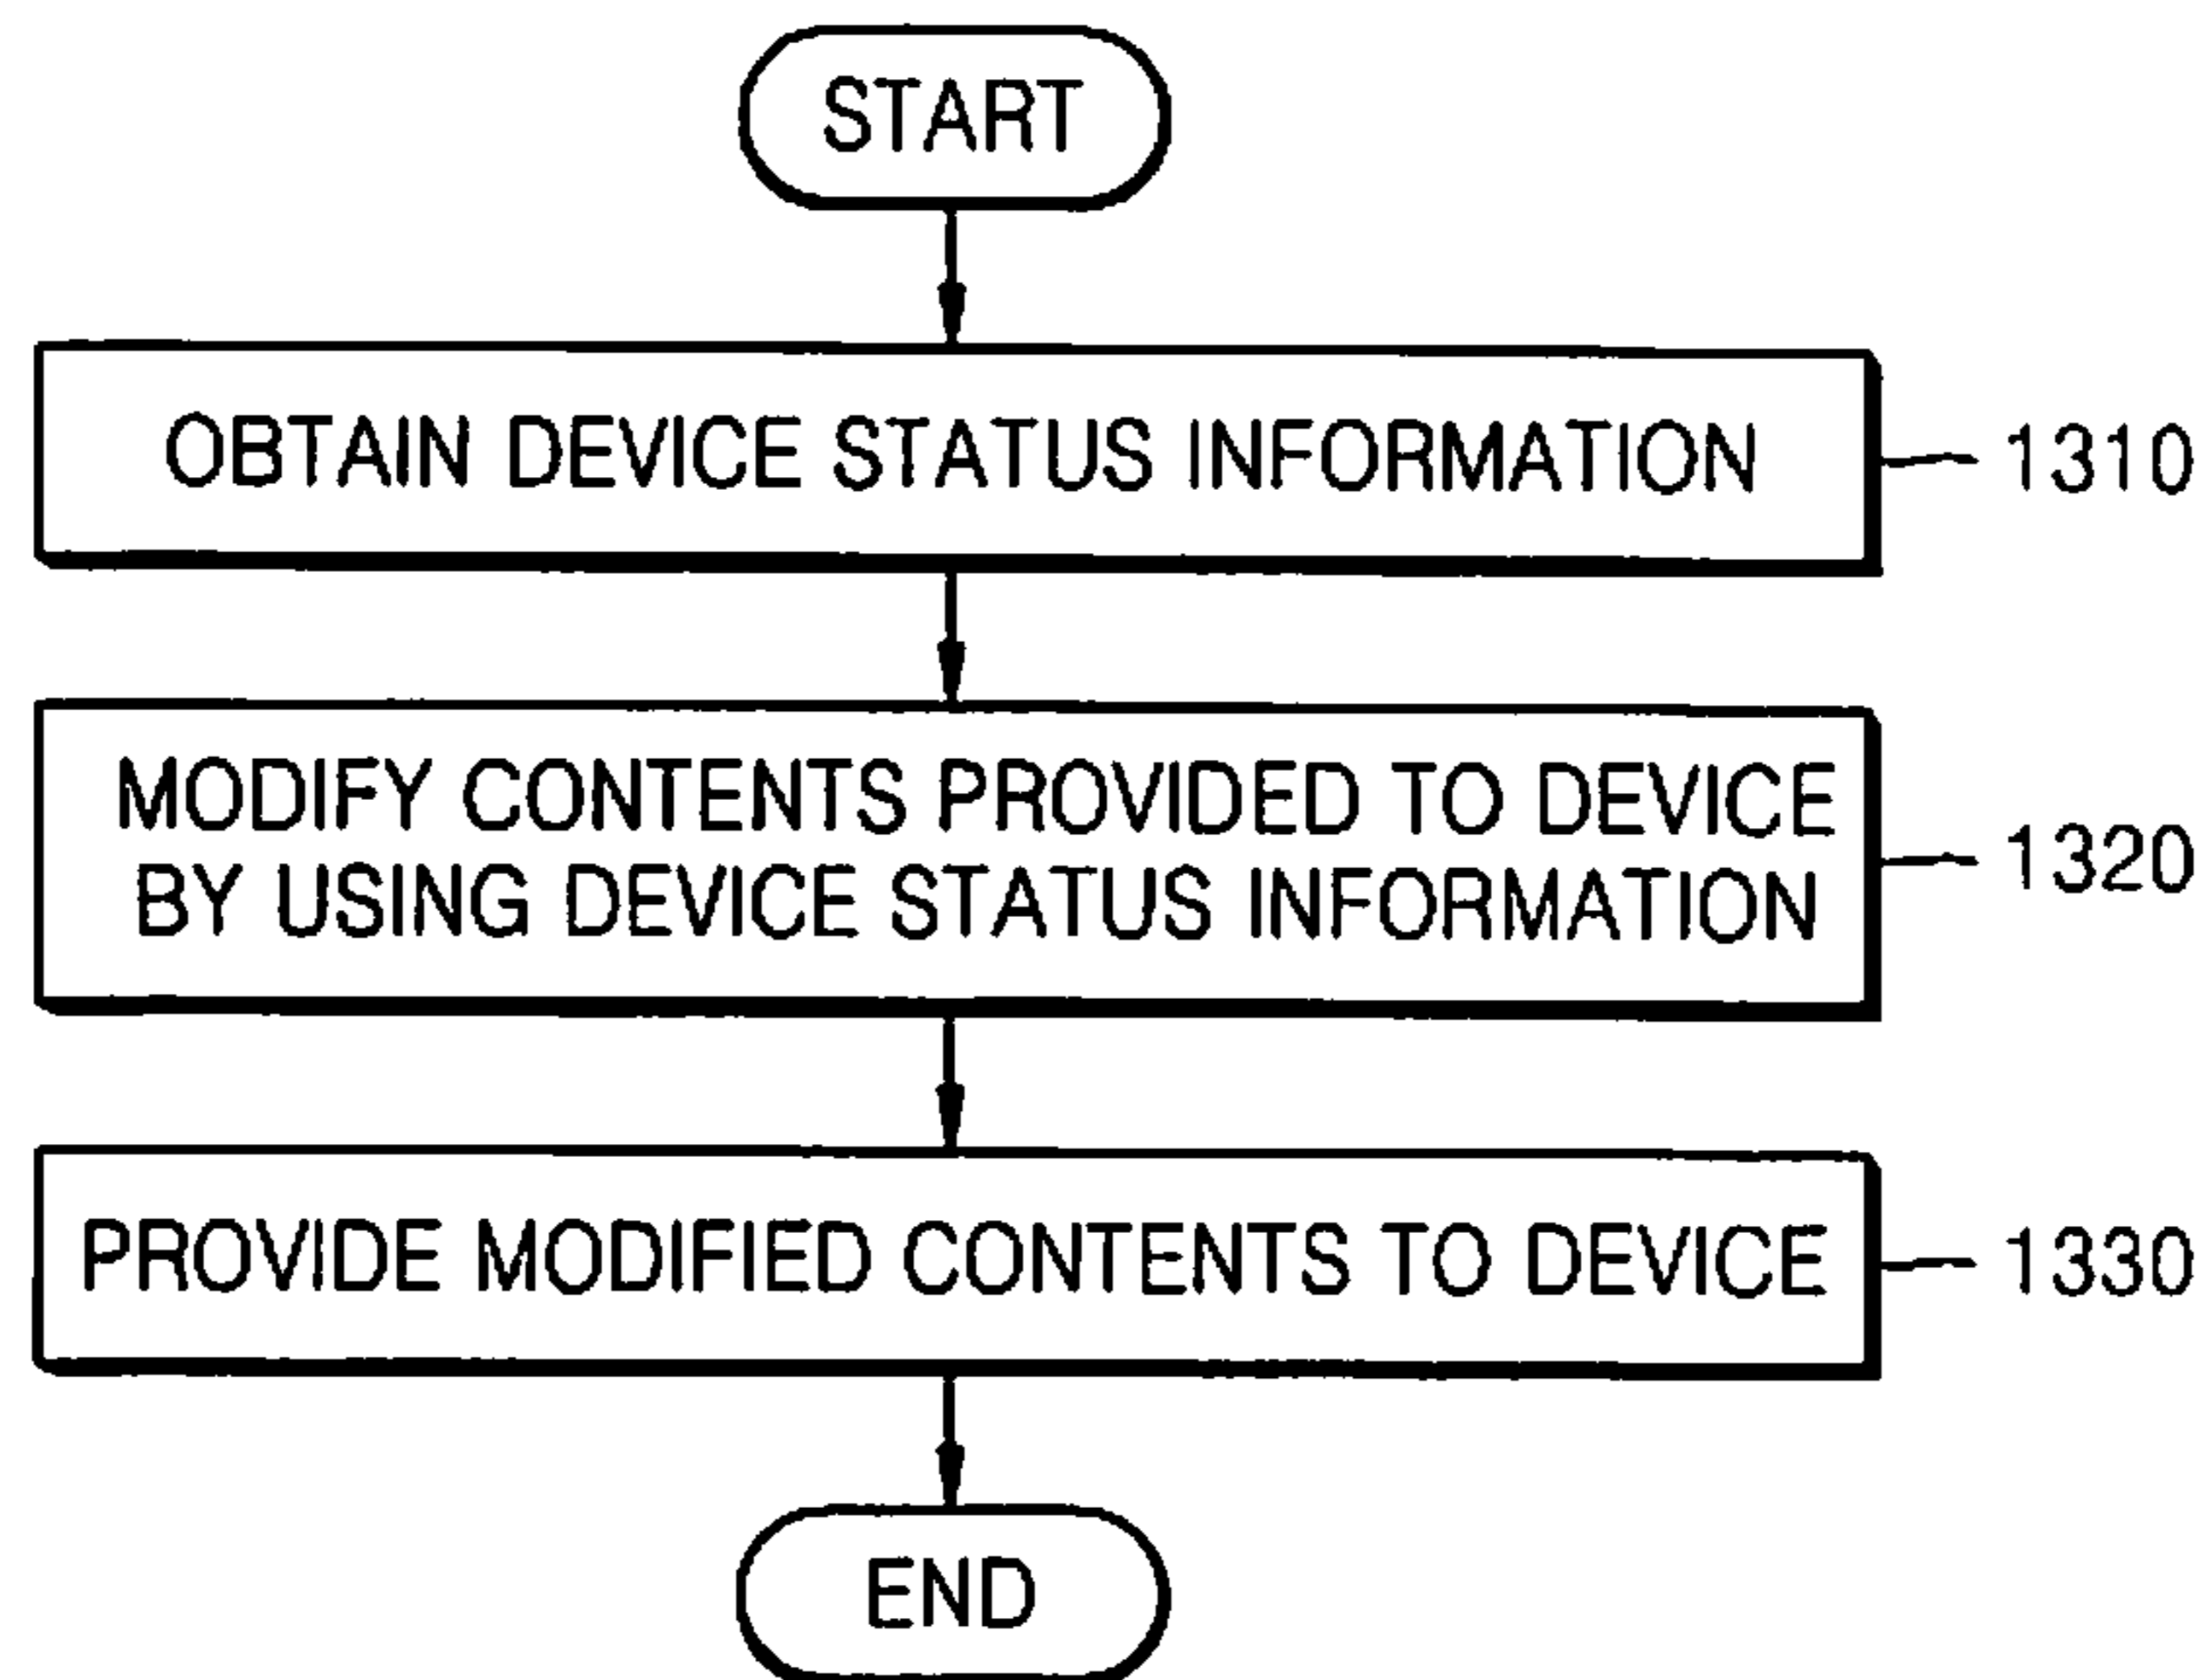 START
OBTAIN DEVICE STATUS INFORMATION
1310
MODIFY CONTENTS PROVIDED TO DEVICE
BY USING DEVICE STATUS INFORMATION
1320
PROVIDE MODIFIED CONTENTS TO DEVICE
1330
END